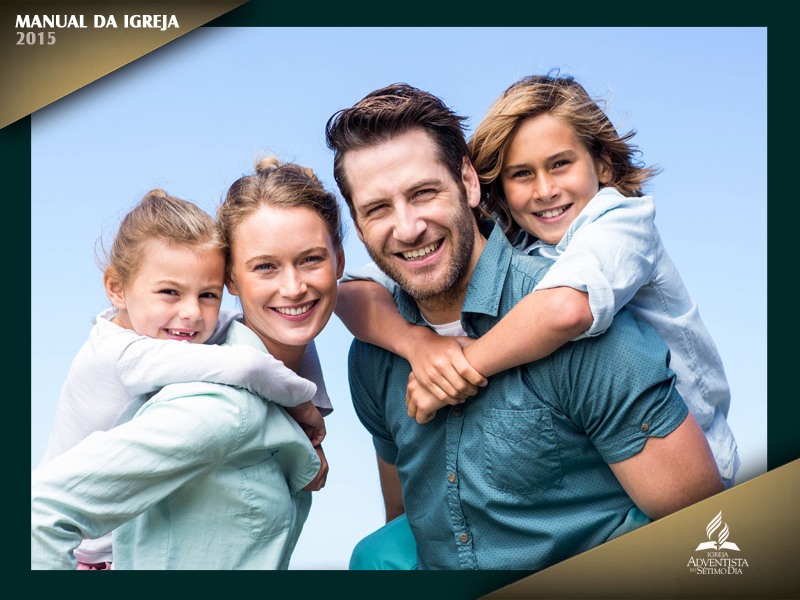 MANUAL DA IGREJA
2015
IGREJA
ADVENTISTA
DO SÉTIMO DIA